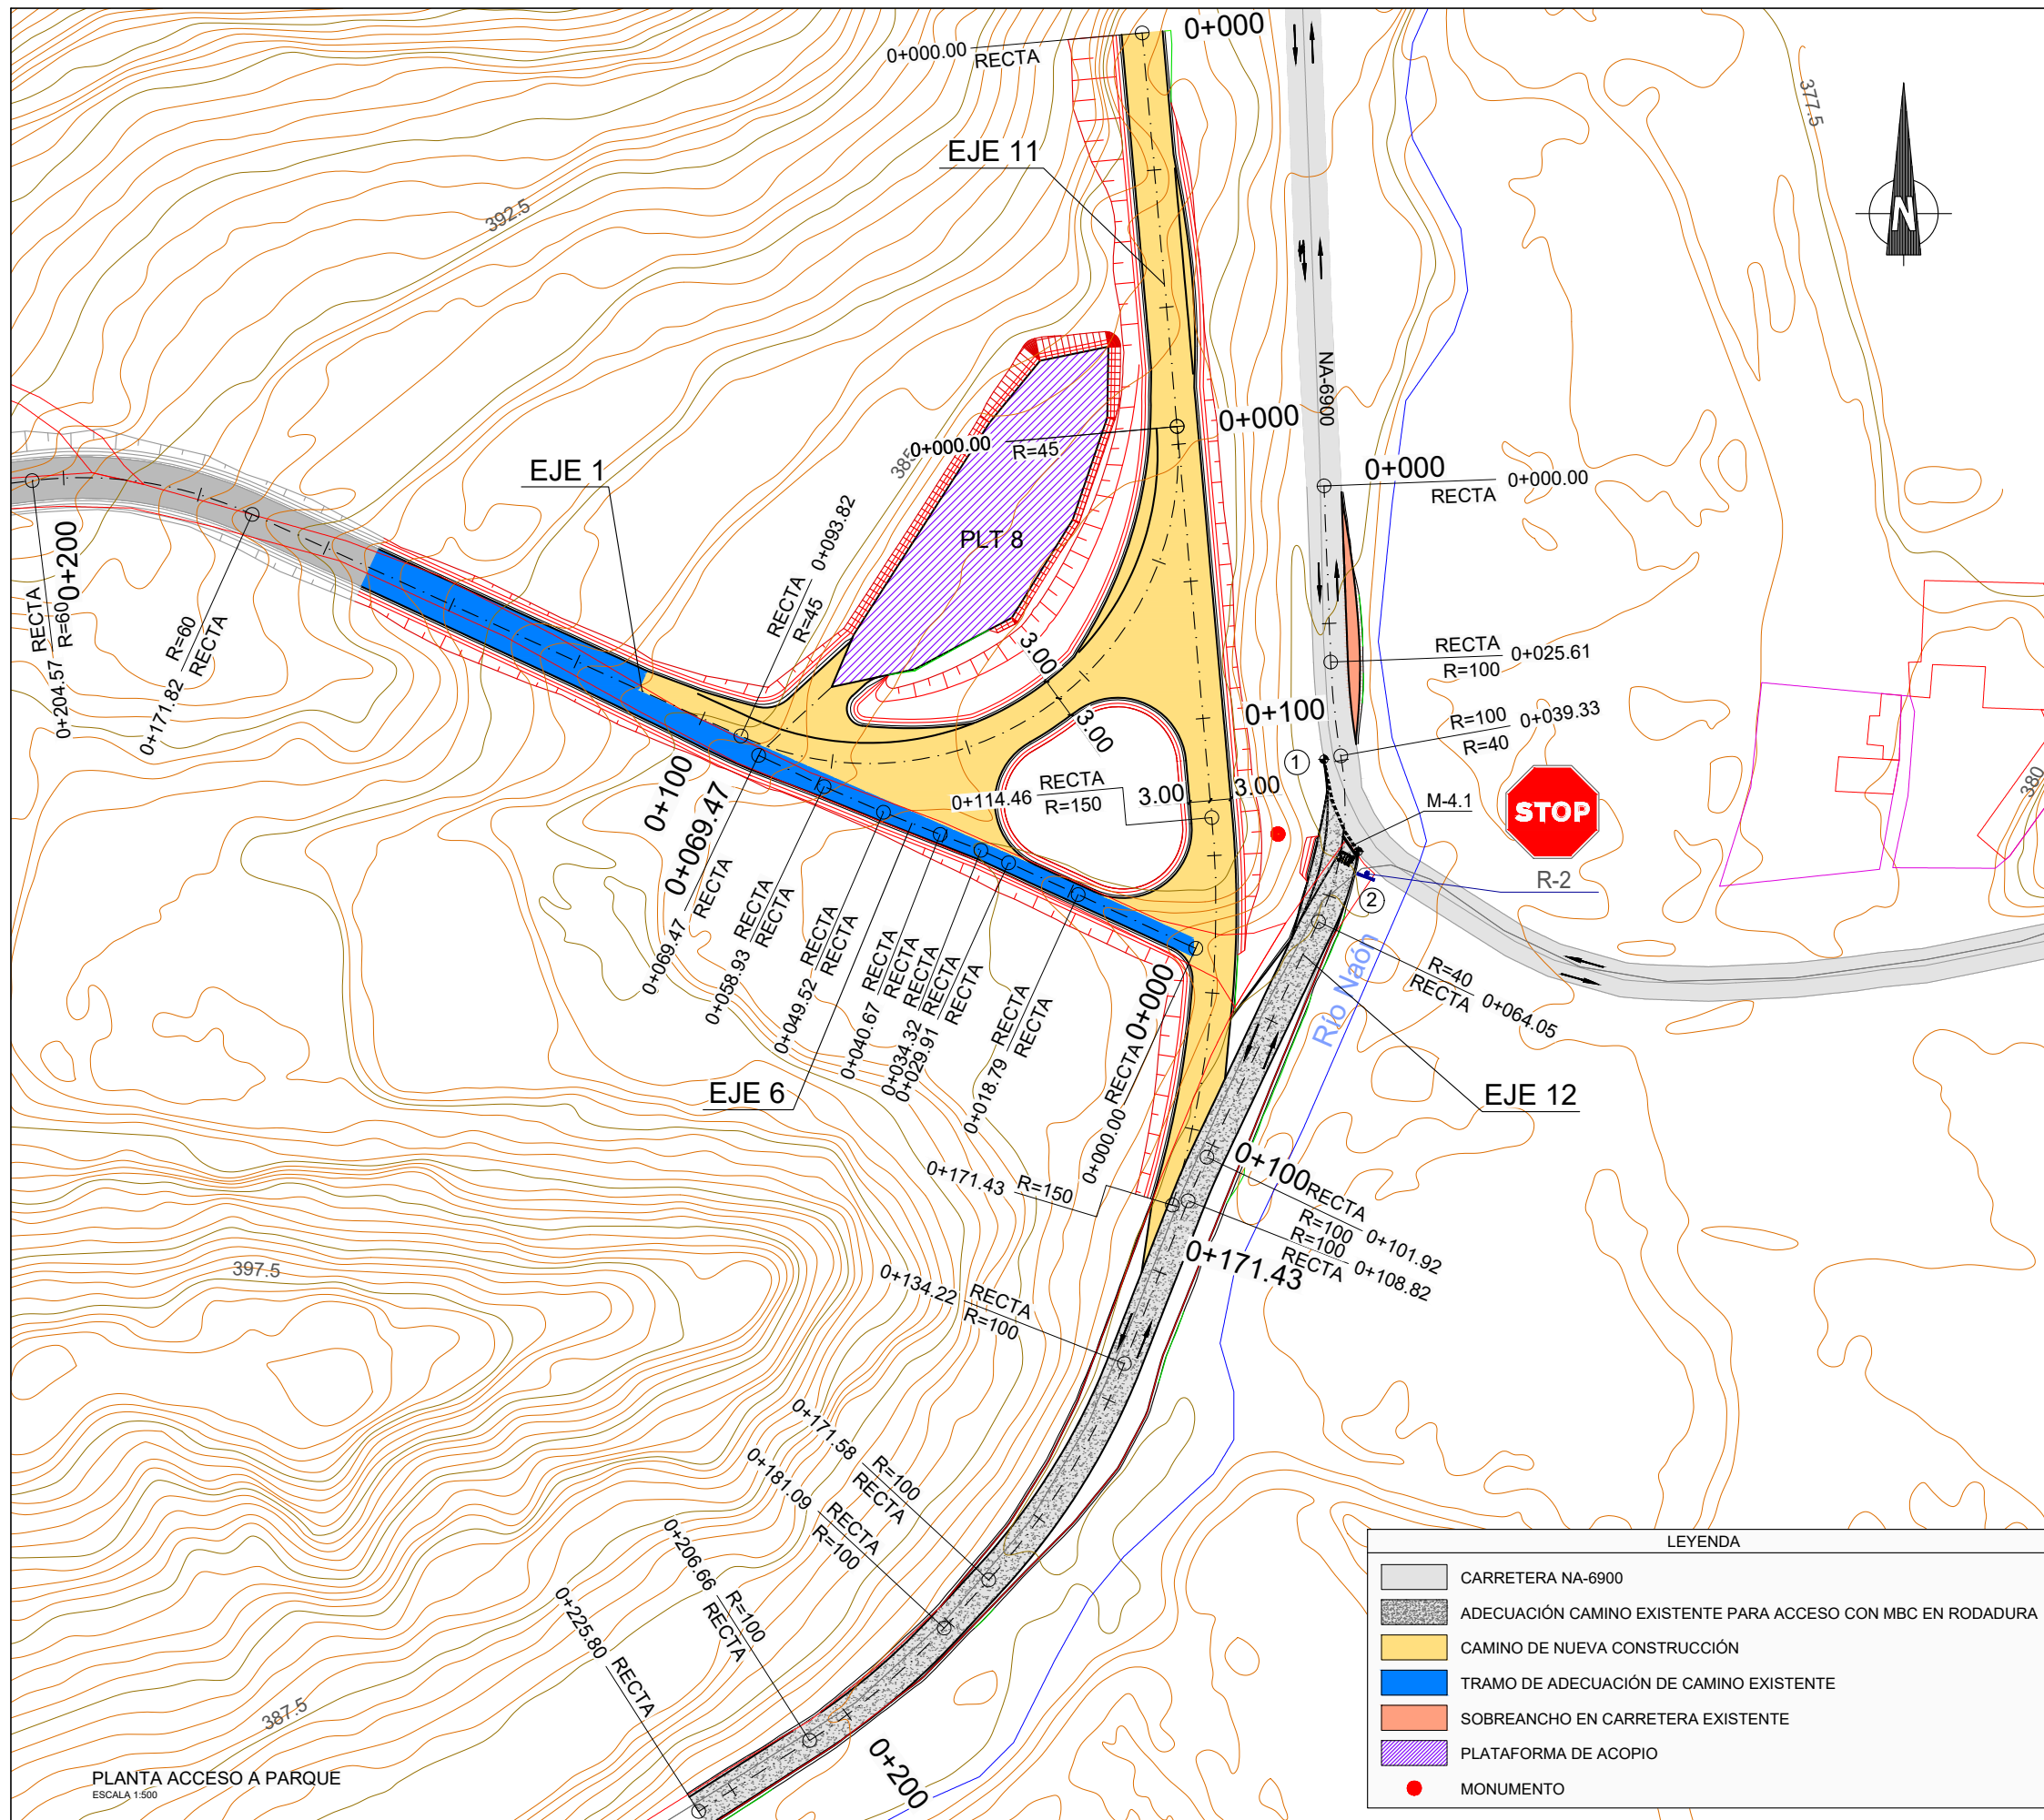 0+000.00
RECTA
0+000
EJE 11
N
377.5
392.5
NA-6900
0+000
0+000.00
R=45
385
EJE 1
PLT 8
0+000
RECTA
0+000.00
RECTA
R=45
0+093.82
RECTA
R=60
0+204.57
0+200
R=60
RECTA
0+171.82
RECTA
R=100
0+025.61
R=100
R=40
0+039.33
3.00
3.00
0+100
1
0+114.46
RECTA
R=150
3.00
3.00
M-4.1
STOP
R-2
2
380
0+100
0+069.47
0+069.47
RECTA
0+058.93
RECTA
RECTA
0+049.52
RECTA
RECTA
0+040.67
RECTA
RECTA
0+034.32
RECTA
RECTA
0+029.91
RECTA
0+018.79
RECTA
RECTA
0+000.00
RECTA
0+000
Río Naón
R=40
RECTA
0+064.05
EJE 6
EJE 12
0+171.43
R=150
0+100
RECTA
R=100
0+101.92
R=100
RECTA
0+108.82
0+171.43
397.5
0+134.22
RECTA
R=100
0+171.58
R=100
RECTA
0+181.09
RECTA
R=100
0+206.66
R=100
RECTA
0+225.80
RECTA
0+200
387.5
PLANTA ACCESO A PARQUE
ESCALA 1:500
LEYENDA
CARRETERA NA-6900
ADECUACIÓN CAMINO EXISTENTE PARA ACCESO CON MBC EN RODADURA
CAMINO DE NUEVA CONSTRUCCIÓN
TRAMO DE ADECUACIÓN DE CAMINO EXISTENTE
SOBREANCHO EN CARRETERA EXISTENTE
PLATAFORMA DE ACOPIO
MONUMENTO